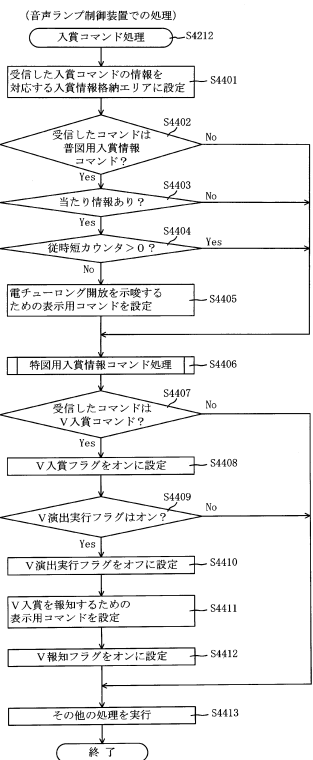 (音声ランプ制御装置での処理)
入賞コマンド処理
S4212
受信した入賞コマンドの情報を
対応する入賞情報格納エリアに設定
S4401
S4402
受信したコマンドは
普図用入賞情報
コマンド?
No
Yes
S4403
当たり情報あり?
No
Yes
S4404
従時短カウンタ>0?
Yes
No
電チューロング開放を示唆する
ための表示用コマンドを設定
S4405
特図用入賞情報コマンド処理
S4406
S4407
受信したコマンドは
V入賞コマンド?
No
Yes
V入賞フラグをオンに設定
S4408
S4409
V演出実行フラグはオン?
No
Yes
V演出実行フラグをオフに設定
S4410
V入賞を報知するための
表示用コマンドを設定
S4411
V報知フラグをオンに設定
S4412
その他の処理を実行
S4413
終了